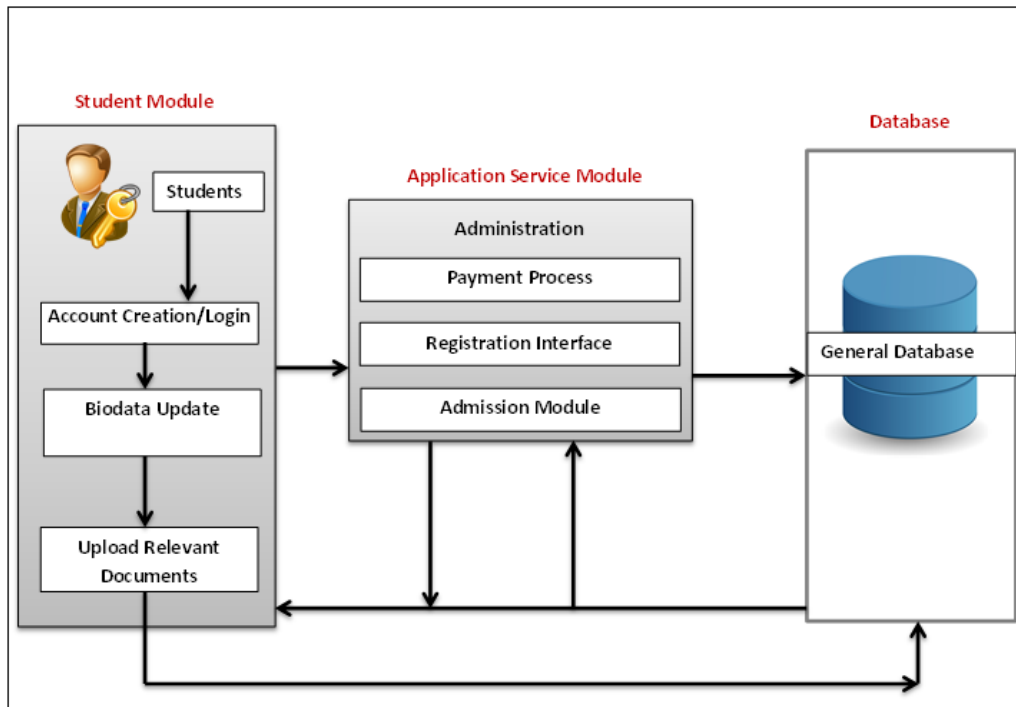 Student Module
Students
Account Creation/Login
Biodata Update
Upload Relevant
Documents
Application Service Module
Administration
Payment Process
Registration Interface
Admission Module
Database
General Database